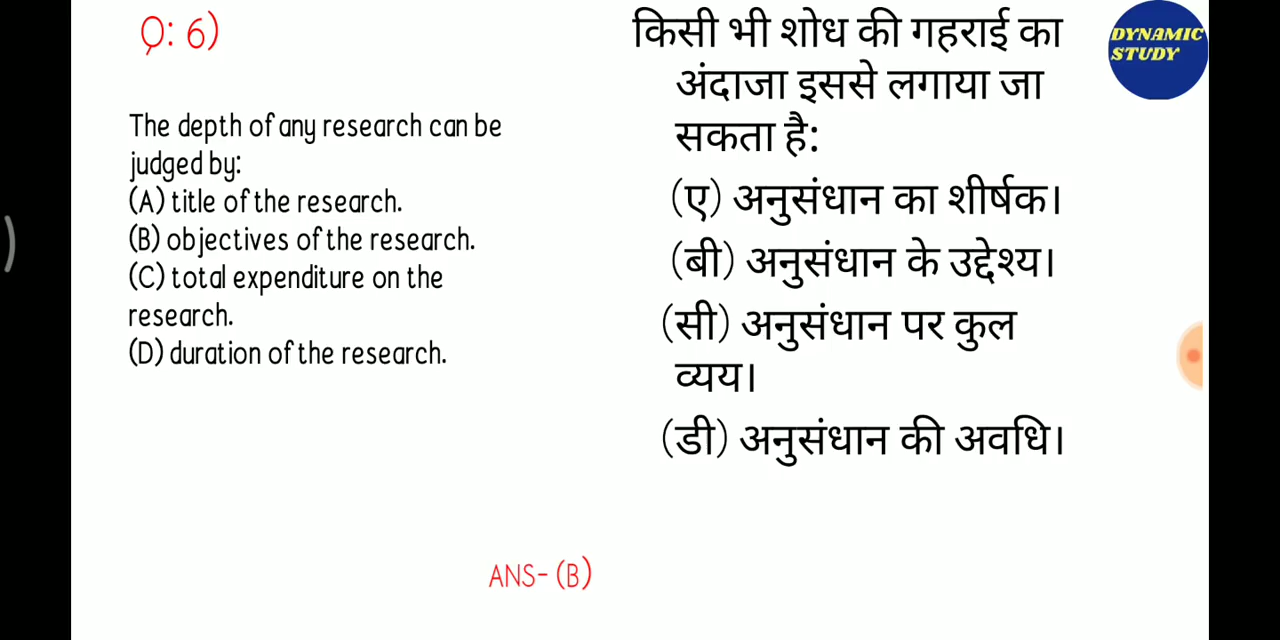 Q: 6)
The depth of any research can be
judged by:
(A) title of the research.
(B) objectives of the research.
(C) total expenditure on the
research.
(D) duration of the research.
किसी भी शोध की गहराई का
अंदाजा इससे लगाया जा
सकता है:
(ए) अनुसंधान का शीर्षक।
(बी) अनुसंधान के उद्देश्य।
(सी) अनुसंधान पर कुल
व्यय।
(डी) अनुसंधान की अवधि।
DYNAMIC
STUDY
ANS- (B)